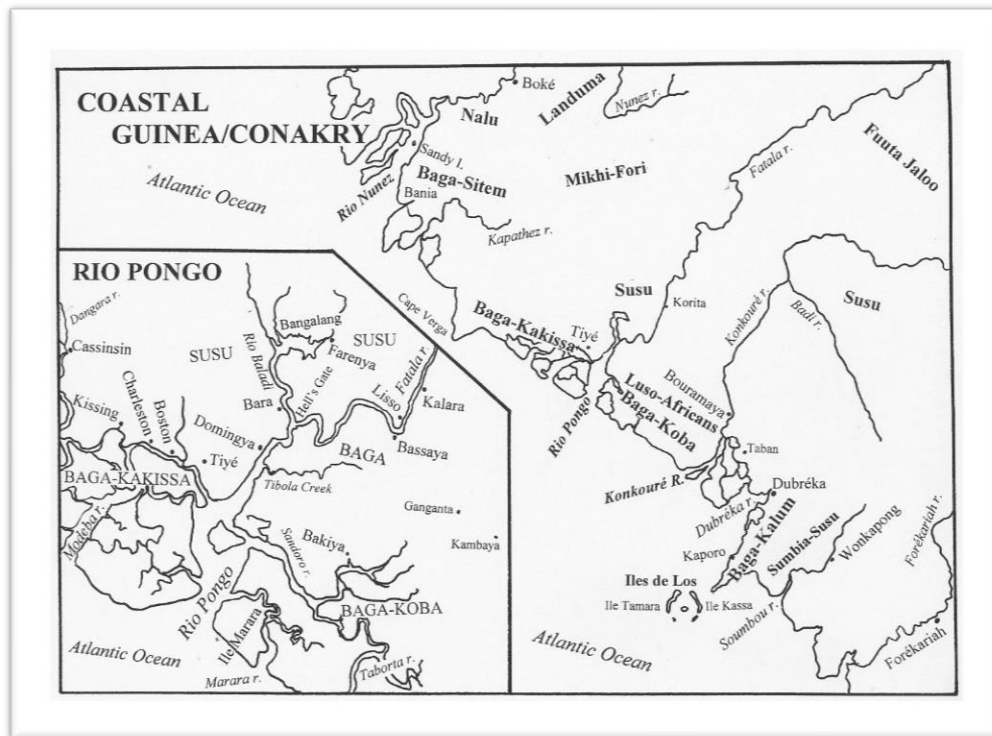 COASTAL
GUINEA/CONAKRY
Atlantic Ocean
Boké
Landuma
Nunez r.
Nalu
Sandy I.
Rio Nunez
Baga-Sitem
Bania
Mikhi-Fori
Fatala r.
Fuuta Jaloo
Kapathez r.
Cape Verga
Baga-Kakissa
Tiyé
Susu
Korita
Konkouré r.
Badi r.
Susu
Rio Pongo
Luso-Africans
Baga-Koba
Bouramaya
Taban
Konkouré R.
Dubréka
Dubréka r.
Baga-Kalum
Kaporo
Sumbia-Susu
Wonkapong
Forékariah r.
Iles de Los
Ile Tamara
Ile Kassa
Soumbou r.
Forékariah
Atlantic Ocean
RIO PONGO
Dangara r.
Cassinsin
SUSU
Rio Baladi
Bangalang
SUSU
Farenya
Fatala r.
Hell's Gate
Lisso
Kalara
Kissing
Charleston
Boston
Bara
Domingya
Tiyé
BAGA
Bassaya
BAGA-KAKISSA
Tibola Creek
Modeba r.
Ganganta
Sandoro r.
Bakiya
Kambaya
Rio Pongo
BAGA-KOBA
Ile Marara
Atlantic Ocean
Marara r.
Taborta r.